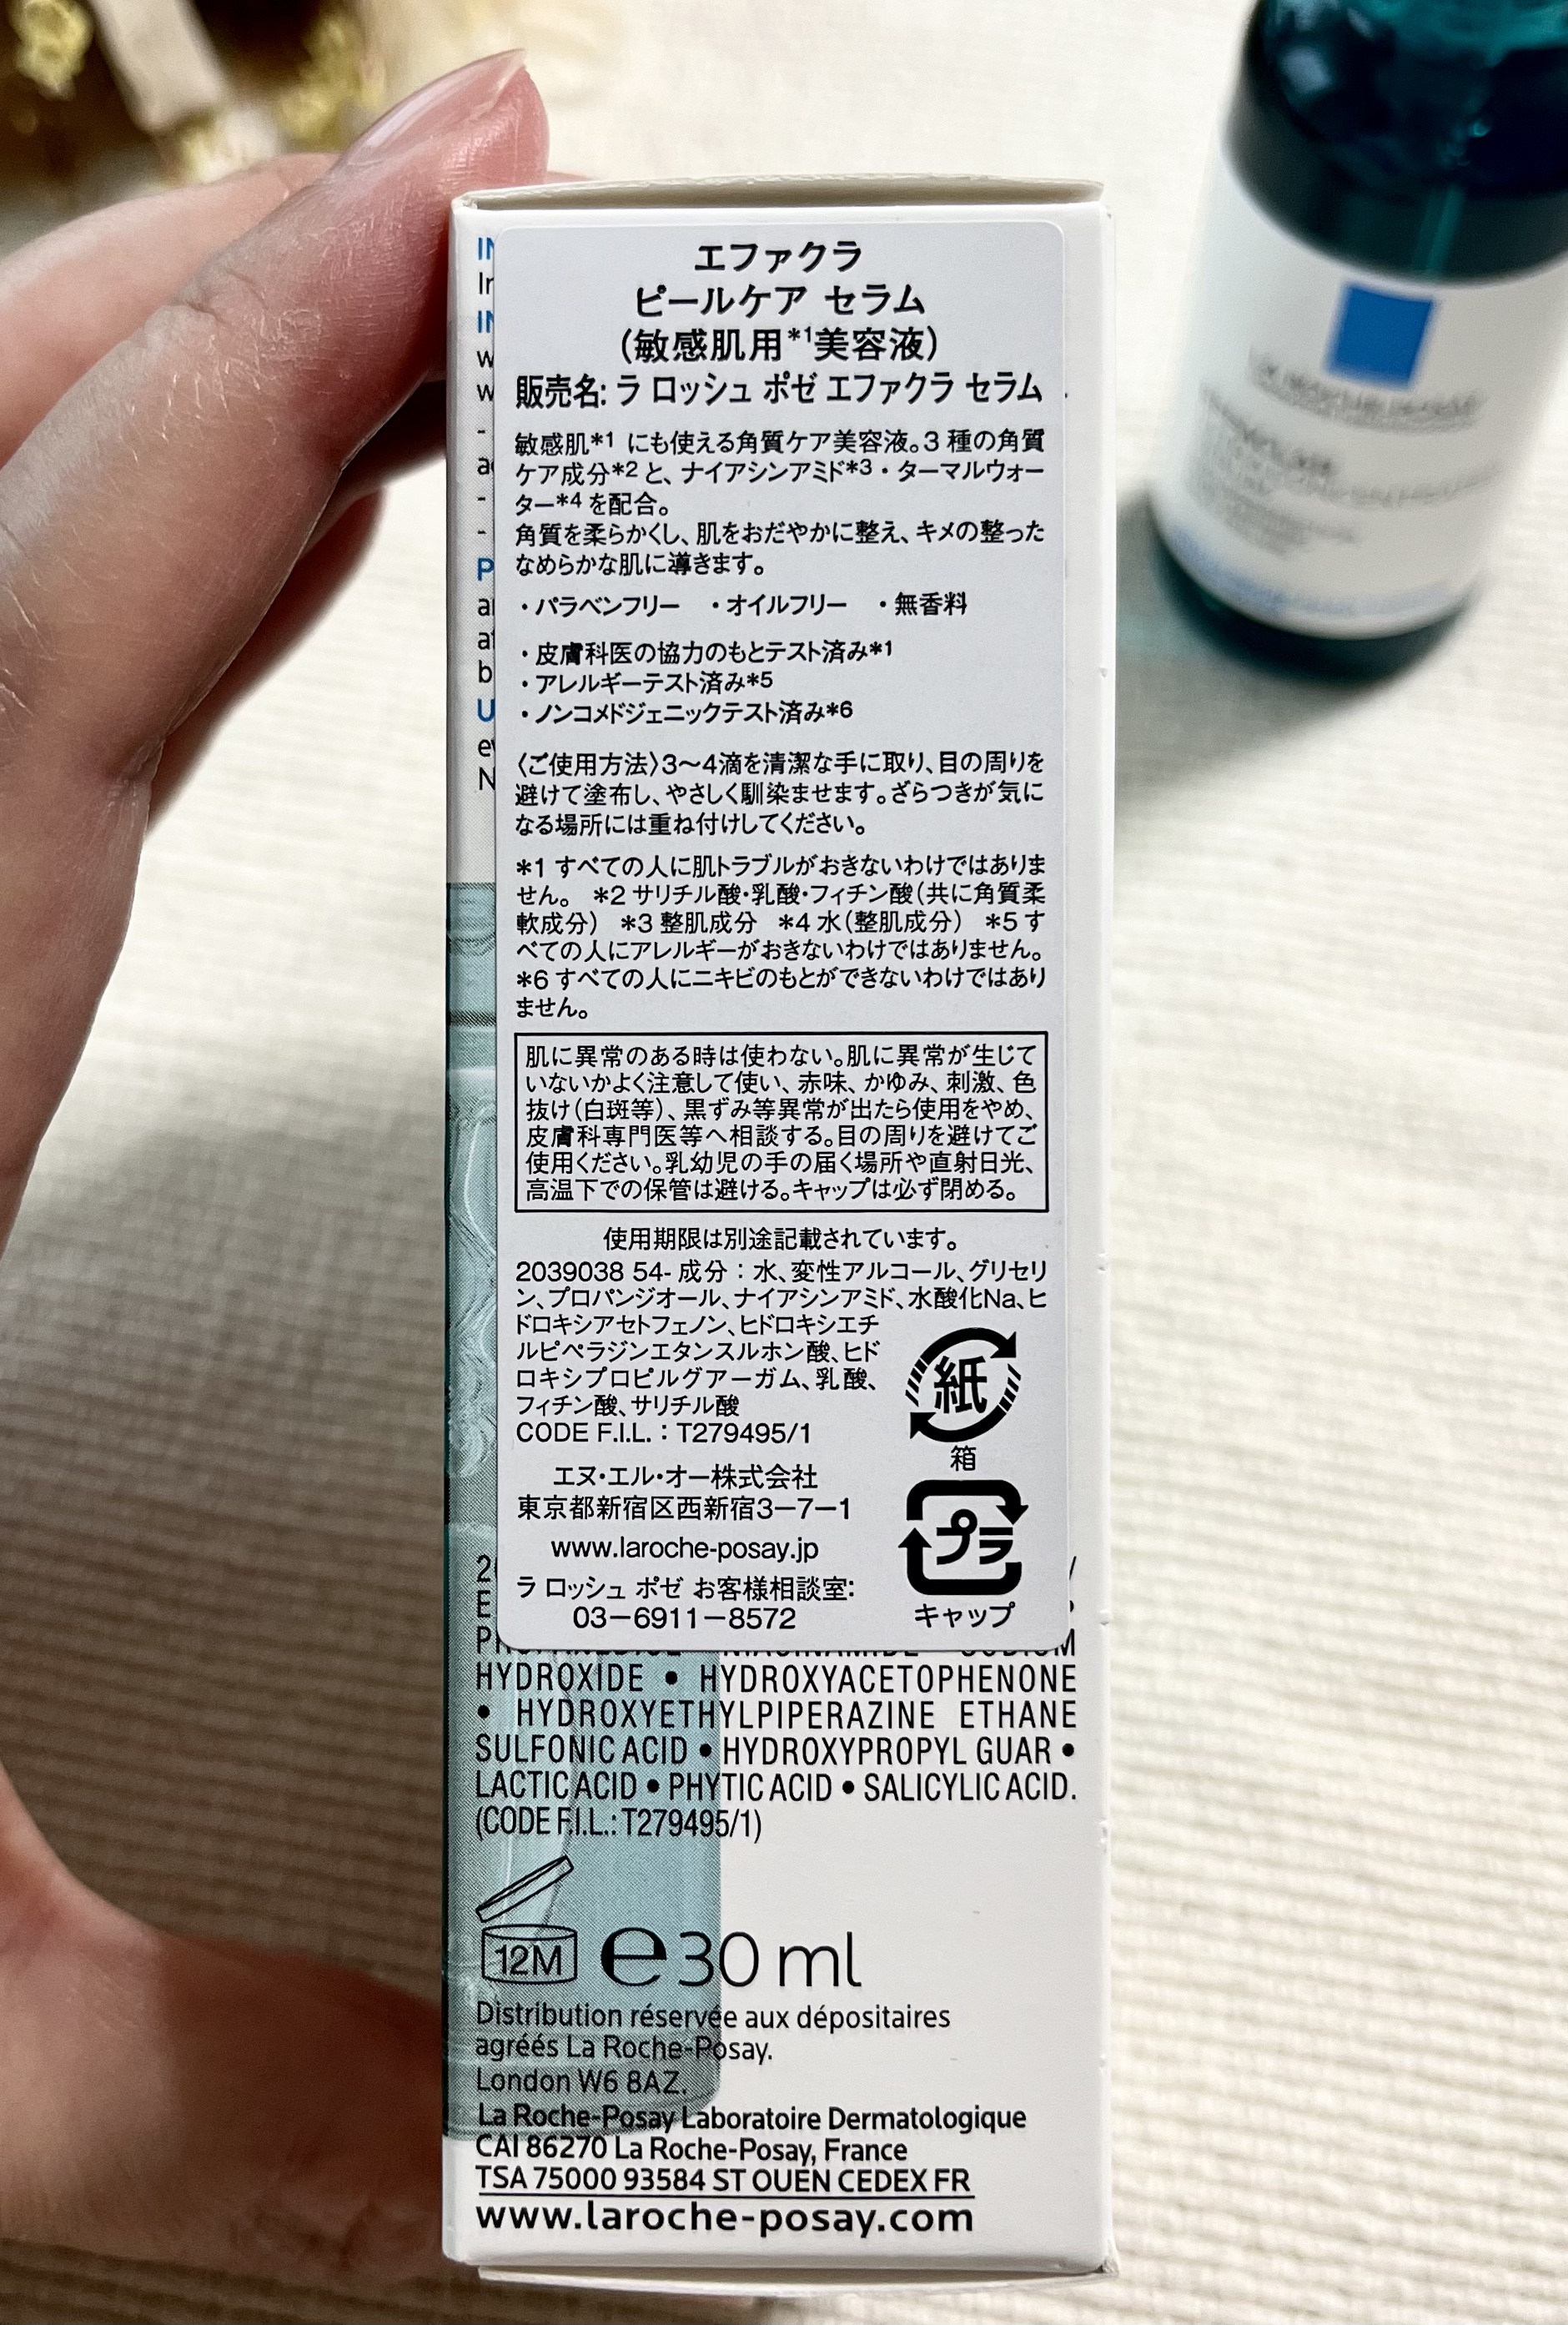 エファクラ
ピールケア セラム
(敏感肌用*1美容液)
販売名: ラ ロッシュ ポゼ エファクラ セラム
敏感肌*1 にも使える角質ケア美容液。3 種の角質
ケア成分*2 と、ナイアシンアミド*3・ターマルウォー
ター*4 を配合。
角質を柔らかくし、肌をおだやかに整え、キメの整った
なめらかな肌に導きます。
・パラベンフリー ・オイルフリー ・無香料
・皮膚科医の協力のもとテスト済み*1
・アレルギーテスト済み*5
・ノンコメドジェニックテスト済み*6
〈ご使用方法〉3〜4滴を清潔な手に取り、目の周りを
避けて塗布し、やさしく馴染ませます。ざらつきが気に
なる場所には重ね付けしてください。
*1 すべての人に肌トラブルがおきないわけではありま
せん。 *2 サリチル酸・乳酸・フィチン酸(共に角質柔
軟成分) *3 整肌成分 *4 水(整肌成分) *5 す
べての人にアレルギーがおきないわけではありません。
*6 すべての人にニキビのもとができないわけではあり
ません。
肌に異常のある時は使わない。肌に異常が生じて
いないかよく注意して使い、赤味、かゆみ、刺激、色
抜け(白斑等)、黒ずみ等異常が出たら使用をやめ、
皮膚科専門医等へ相談する。目の周りを避けてご
使用ください。乳幼児の手の届く場所や直射日光、
高温下での保管は避ける。キャップは必ず閉める。
使用期限は別途記載されています。
2039038 54- 成分：水、変性アルコール、グリセリ
ン、プロパンジオール、ナイアシンアミド、水酸化Na、ヒ
ドロキシアセトフェノン、ヒドロキシエチ
ルピペラジンエタンスルホン酸、ヒド
ロキシプロピルグアーガム、乳酸、
フィチン酸、サリチル酸
CODE F.I.L.：T279495/1
紙
箱
エヌ・エル・オー株式会社
東京都新宿区西新宿3−7−1
www.laroche-posay.jp
プラ
キャップ
ラ ロッシュ ポゼ お客様相談室:
03−6911−8572
HYDROXIDE • HYDROXYACETOPHENONE
• HYDROXYETHYLPIPERAZINE ETHANE
SULFONIC ACID • HYDROXYPROPYL GUAR •
LACTIC ACID • PHYTIC ACID • SALICYLIC ACID.
(CODE F.I.L.: T279495/1)
12M e 30 ml
Distribution réservée aux dépositaires
agréés La Roche-Posay.
London W6 8AZ.
La Roche-Posay Laboratoire Dermatologique
CAI 86270 La Roche-Posay, France
TSA 75000 93584 ST OUEN CEDEX FR
www.laroche-posay.com